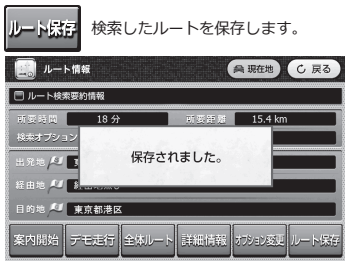 ルート保存 検索したルートを保存します。
ルート情報 現在地 戻る
ルート検索要約情報
所要時間 18 分 所要距離 15.4 km
検索オプション
保存されました。
出発地
経由地
目的地 東京都港区
案内開始 デモ走行 全体ルート 詳細情報 オプション変更 ルート保存